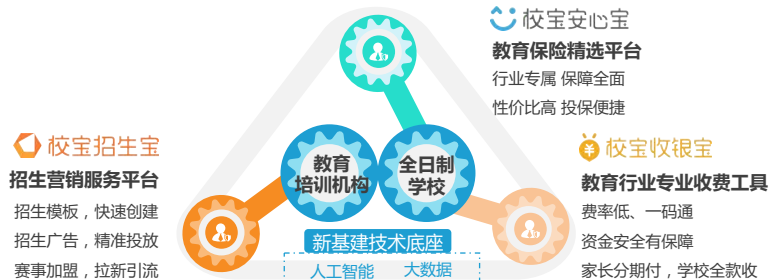 校宝安心宝
教育保险精选平台
行业专属 保障全面
性价比高 投保便捷
校宝招生宝
招生营销服务平台
招生模板，快速创建
招生广告，精准投放
赛事加盟，拉新引流
教育
培训机构
全日制
学校
新基建技术底座
人工智能
大数据
校宝收银宝
教育行业专业收费工具
费率低、一码通
资金安全有保障
家长分期付，学校全款收